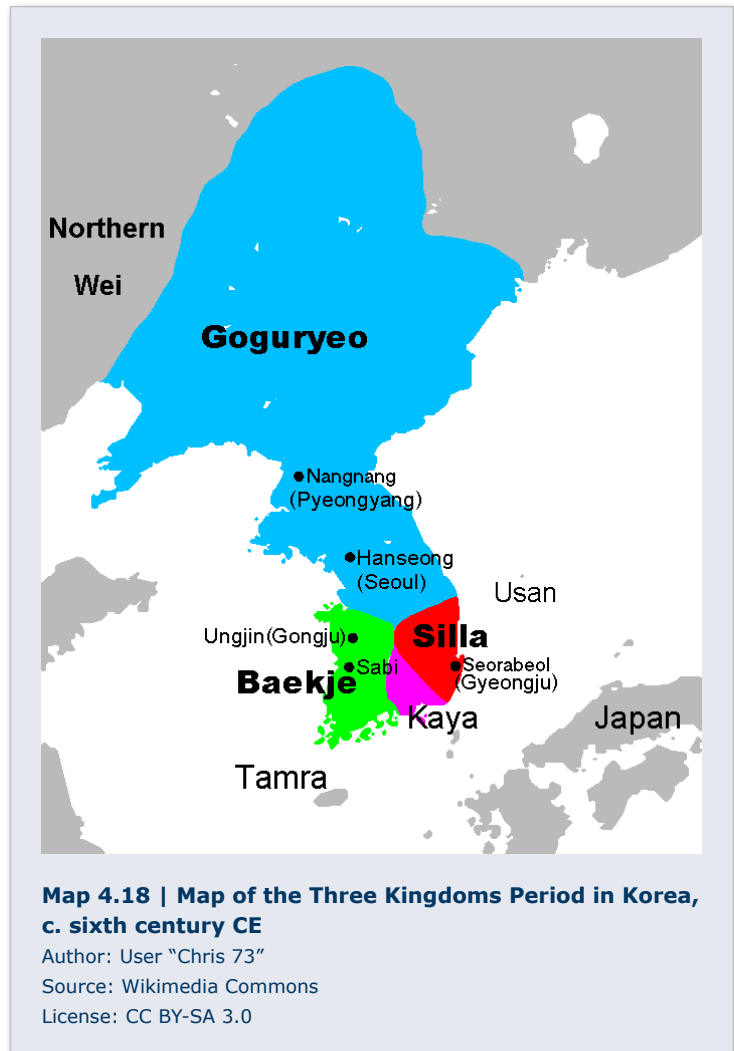 Northern
Wei
Goguryeo
Nangnang
(Pyeongyang)
Hanseong
(Seoul)
Usan
Ungjin(Gongju)
Silla
Sabi
Seorabeol
(Gyeongju)
Baekje
Kaya
Japan
Tamra
Map 4.18 | Map of the Three Kingdoms Period in Korea,
c. sixth century CE
Author: User “Chris 73”
Source: Wikimedia Commons
License: CC BY-SA 3.0